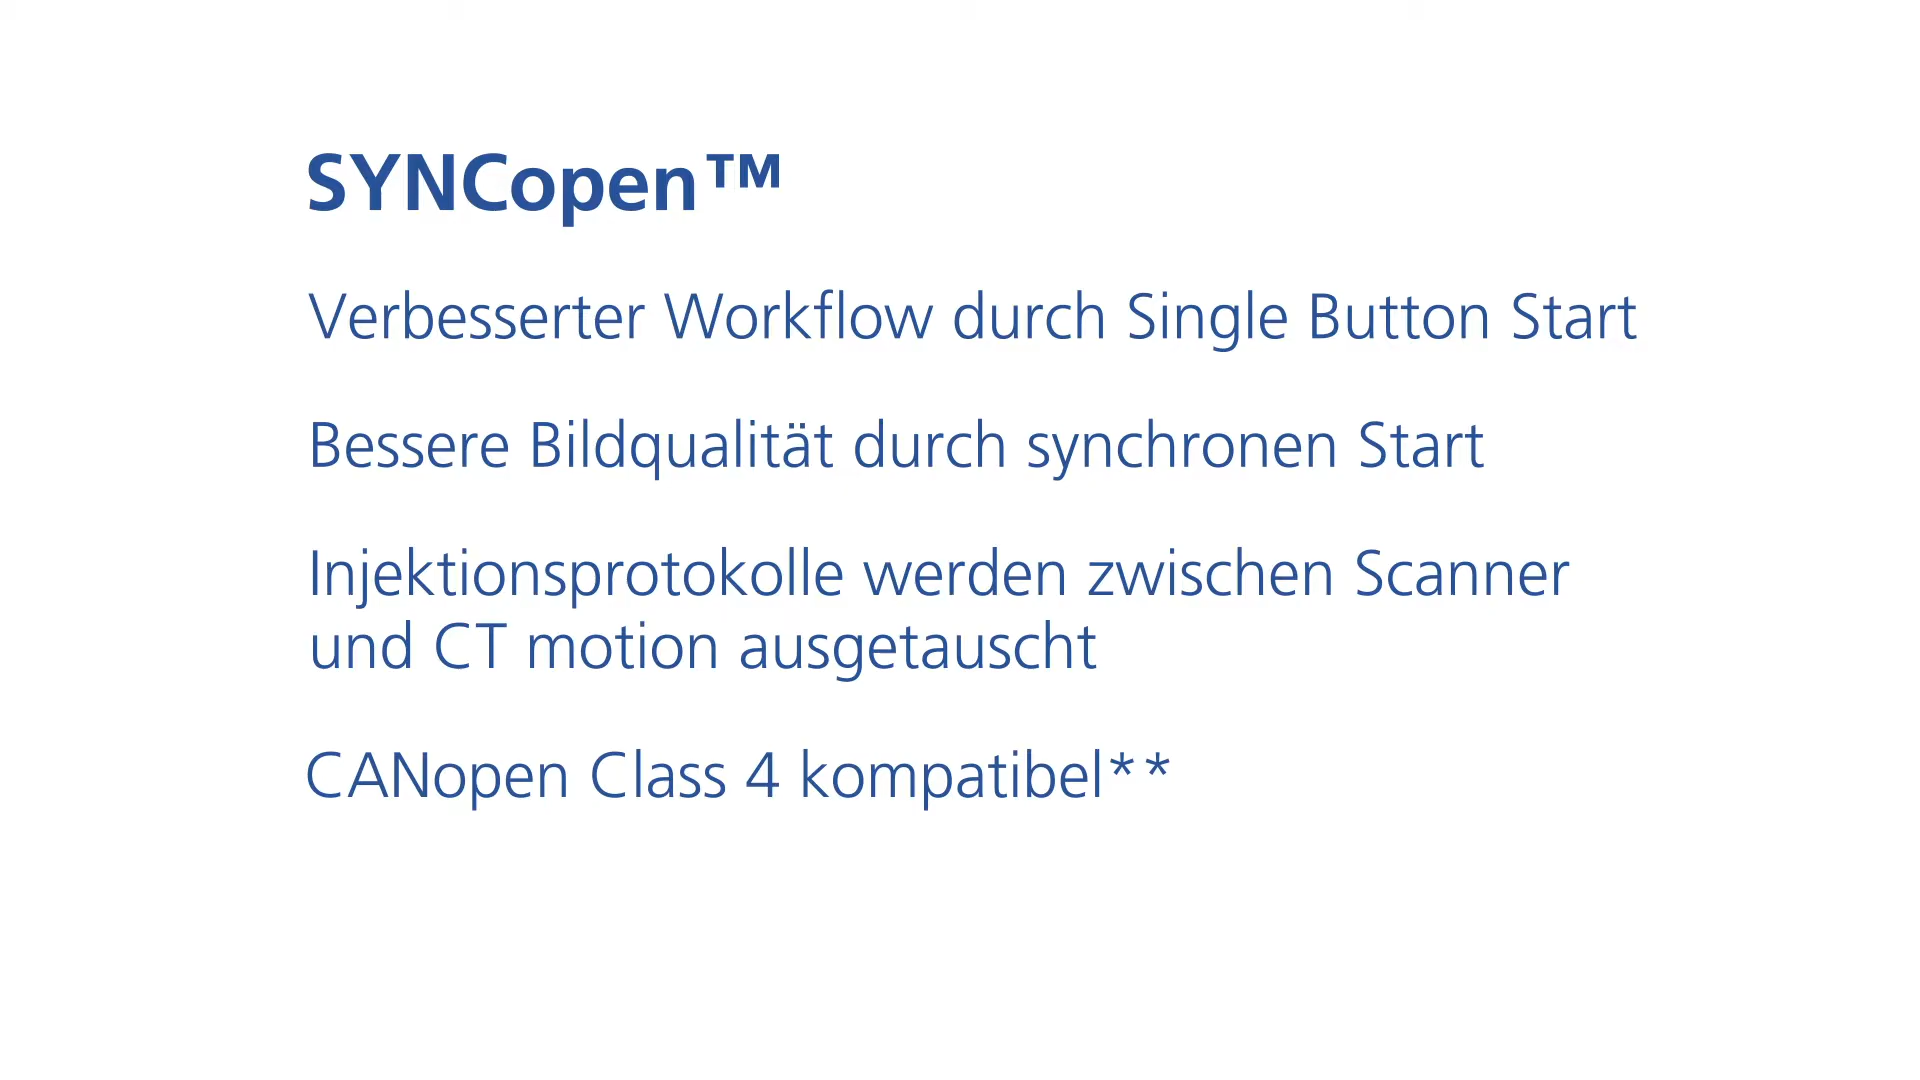 SYNCopen™
Verbesserter Workflow durch Single Button Start
Bessere Bildqualität durch synchronen Start
Injektionsprotokolle werden zwischen Scanner
und CT motion ausgetauscht
CANopen Class 4 kompatibel**